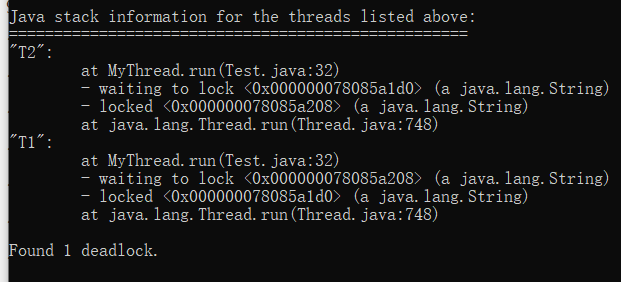 Java stack information for the threads listed above:
===================================================
"T2":
        at MyThread.run(Test.java:32)
        - waiting to lock <0x000000078085a1d0> (a java.lang.String)
        - locked <0x000000078085a208> (a java.lang.String)
        at java.lang.Thread.run(Thread.java:748)
"T1":
        at MyThread.run(Test.java:32)
        - waiting to lock <0x000000078085a208> (a java.lang.String)
        - locked <0x000000078085a1d0> (a java.lang.String)
        at java.lang.Thread.run(Thread.java:748)

Found 1 deadlock.